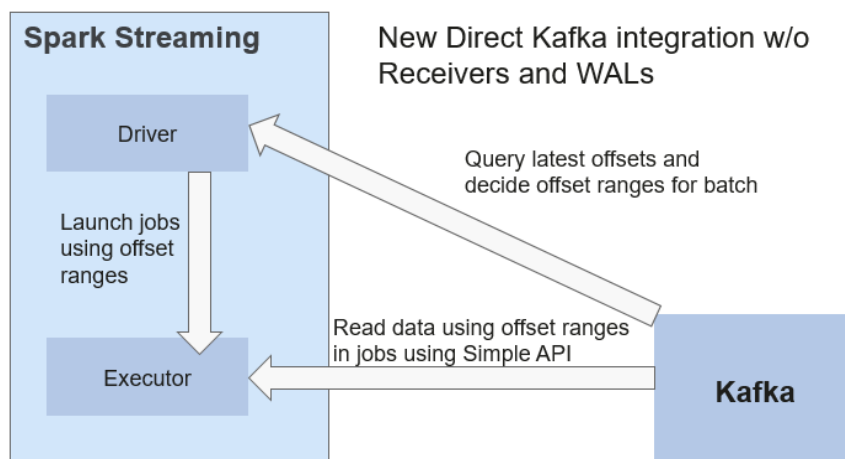 Spark Streaming
New Direct Kafka integration w/o
Receivers and WALs
Driver
Query latest offsets and
decide offset ranges for batch
Launch jobs
using offset
ranges
Read data using offset ranges
in jobs using Simple API
Executor
Kafka